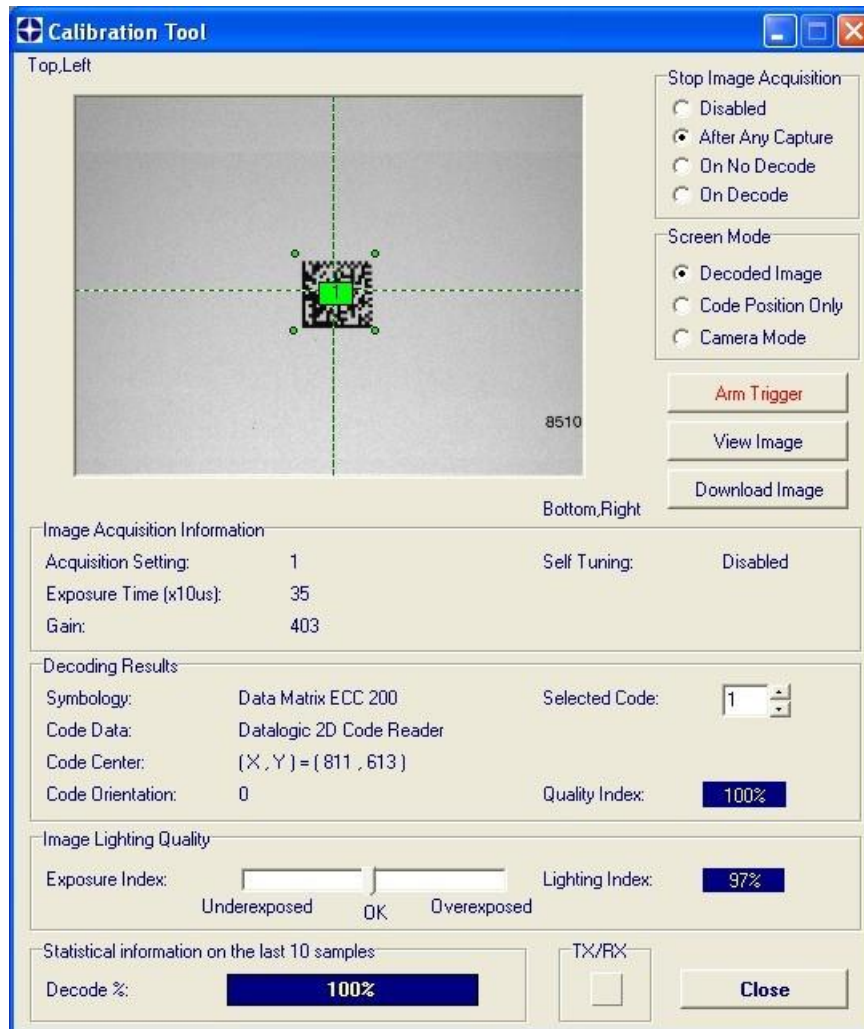 Calibration Tool
Top,Left
1
8510
Bottom,Right
Stop Image Acquisition
Disabled
After Any Capture
On No Decode
On Decode
Screen Mode
Decoded Image
Code Position Only
Camera Mode
Arm Trigger
View Image
Download Image
Image Acquisition Information
Acquisition Setting: 1 Self Tuning: Disabled
Exposure Time (x10us): 35
Gain: 403
Decoding Results
Symbology: Data Matrix ECC 200 Selected Code: 1
Code Data: Datalogic 2D Code Reader
Code Center: ( X , Y ) = ( 811 , 613 )
Code Orientation: 0 Quality Index: 100%
Image Lighting Quality
Exposure Index: Lighting Index: 97%
Underexposed OK Overexposed
Statistical information on the last 10 samples TX/RX
Decode %: 100% Close